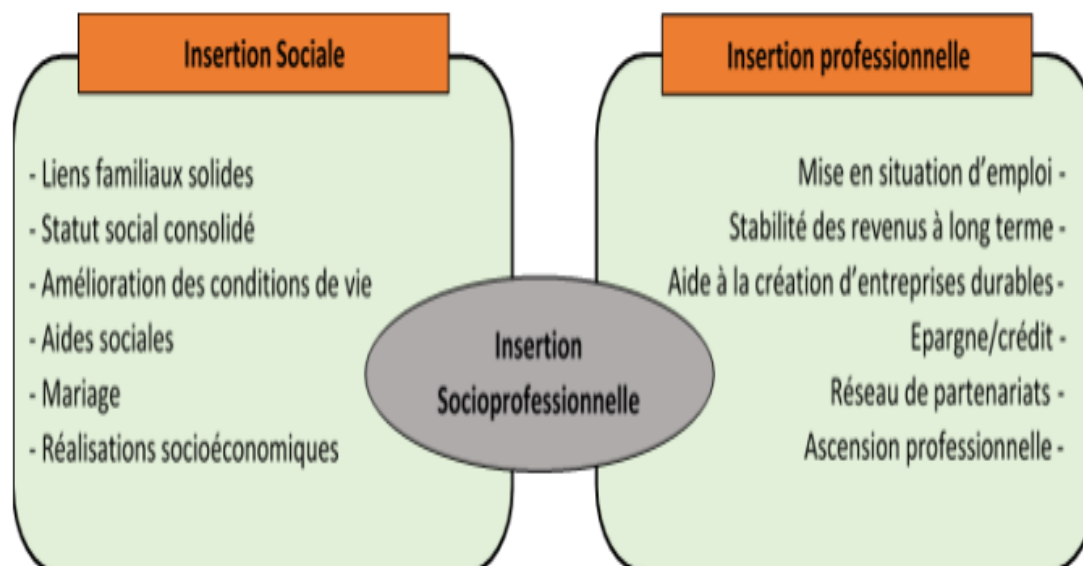 Insertion Sociale
- Liens familiaux solides
- Statut social consolidé
- Amélioration des conditions de vie
- Aides sociales
- Mariage
- Réalisations socioéconomiques
Insertion
Socioprofessionnelle
Insertion professionnelle
Mise en situation d’emploi -
Stabilité des revenus à long terme -
Aide à la création d’entreprises durables-
Epargne/crédit -
Réseau de partenariats -
Ascension professionnelle -